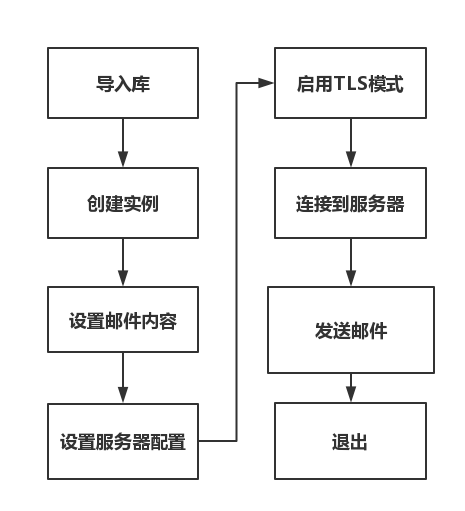 导入库
创建实例
设置邮件内容
设置服务器配置
启用TLS模式
连接到服务器
发送邮件
退出